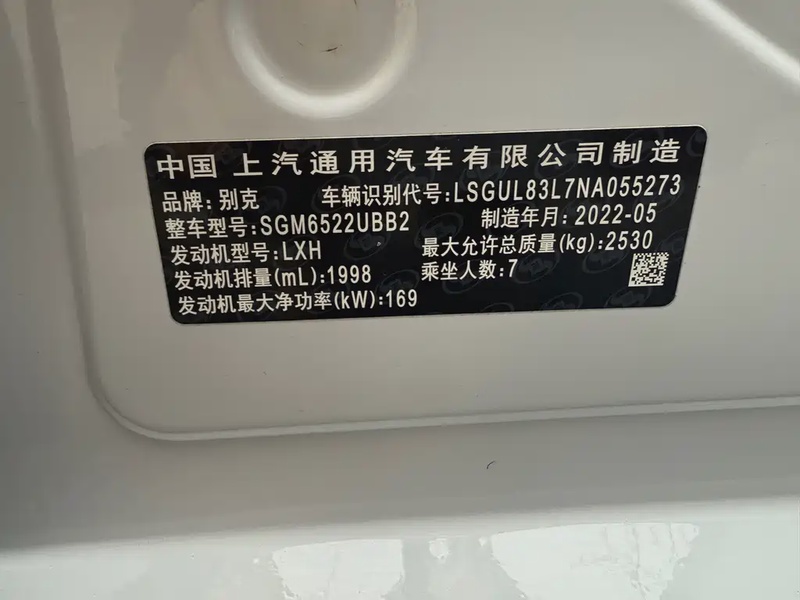 中国 上汽通用汽车有限公司制造
品牌:别克 车辆识别代号:LSGUL83L7NA055273
整车型号:SGM6522UBB2 制造年月:2022-05
发动机型号:LXH 最大允许总质量(kg):2530
发动机排量(mL):1998 乘坐人数:7
发动机最大净功率(kW):169